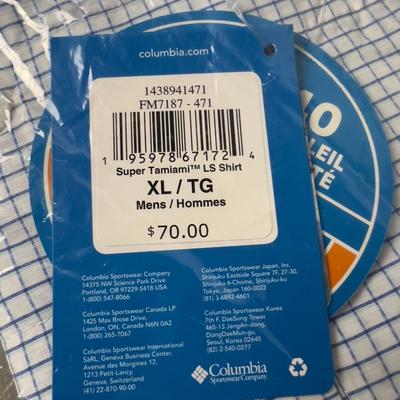 columbia.com
1438941471
FM7187 - 471
1 95978 67172 4
Super Tamiami™ LS Shirt
XL / TG
Mens / Hommes
$70.00
Columbia Sportswear Company
14375 NW Science Park Drive
Portland, OR 97229-5418 USA
1-(800) 547-8066
Columbia Sportswear Canada LP
1425 Max Brose Drive,
London, ON, Canada N6N 0A2
1-(800) 265-7067
Columbia Sportswear International
SàRL, Geneva Business Center,
Avenue des Morgines
12, 1213 Petit-Lancy,
Geneva, Switzerland
(41) 22-870-90-00
Columbia Sportswear Japan, Inc.
Shinjuku Eastside Square 7F, 27-30,
Shinjuku 6-Chome, Shinjuku-ku
Tokyo, Japan 160-0022
(81) 3-6892-4601
Columbia Sportswear Korea
7th F. DaeSung Tower
465-13 JangAn-dong,
DongDaeMun-gu,
Seoul, Korea
(82) 2-540-0277
Columbia
Sportswear Company
40
LEIL
TÉ